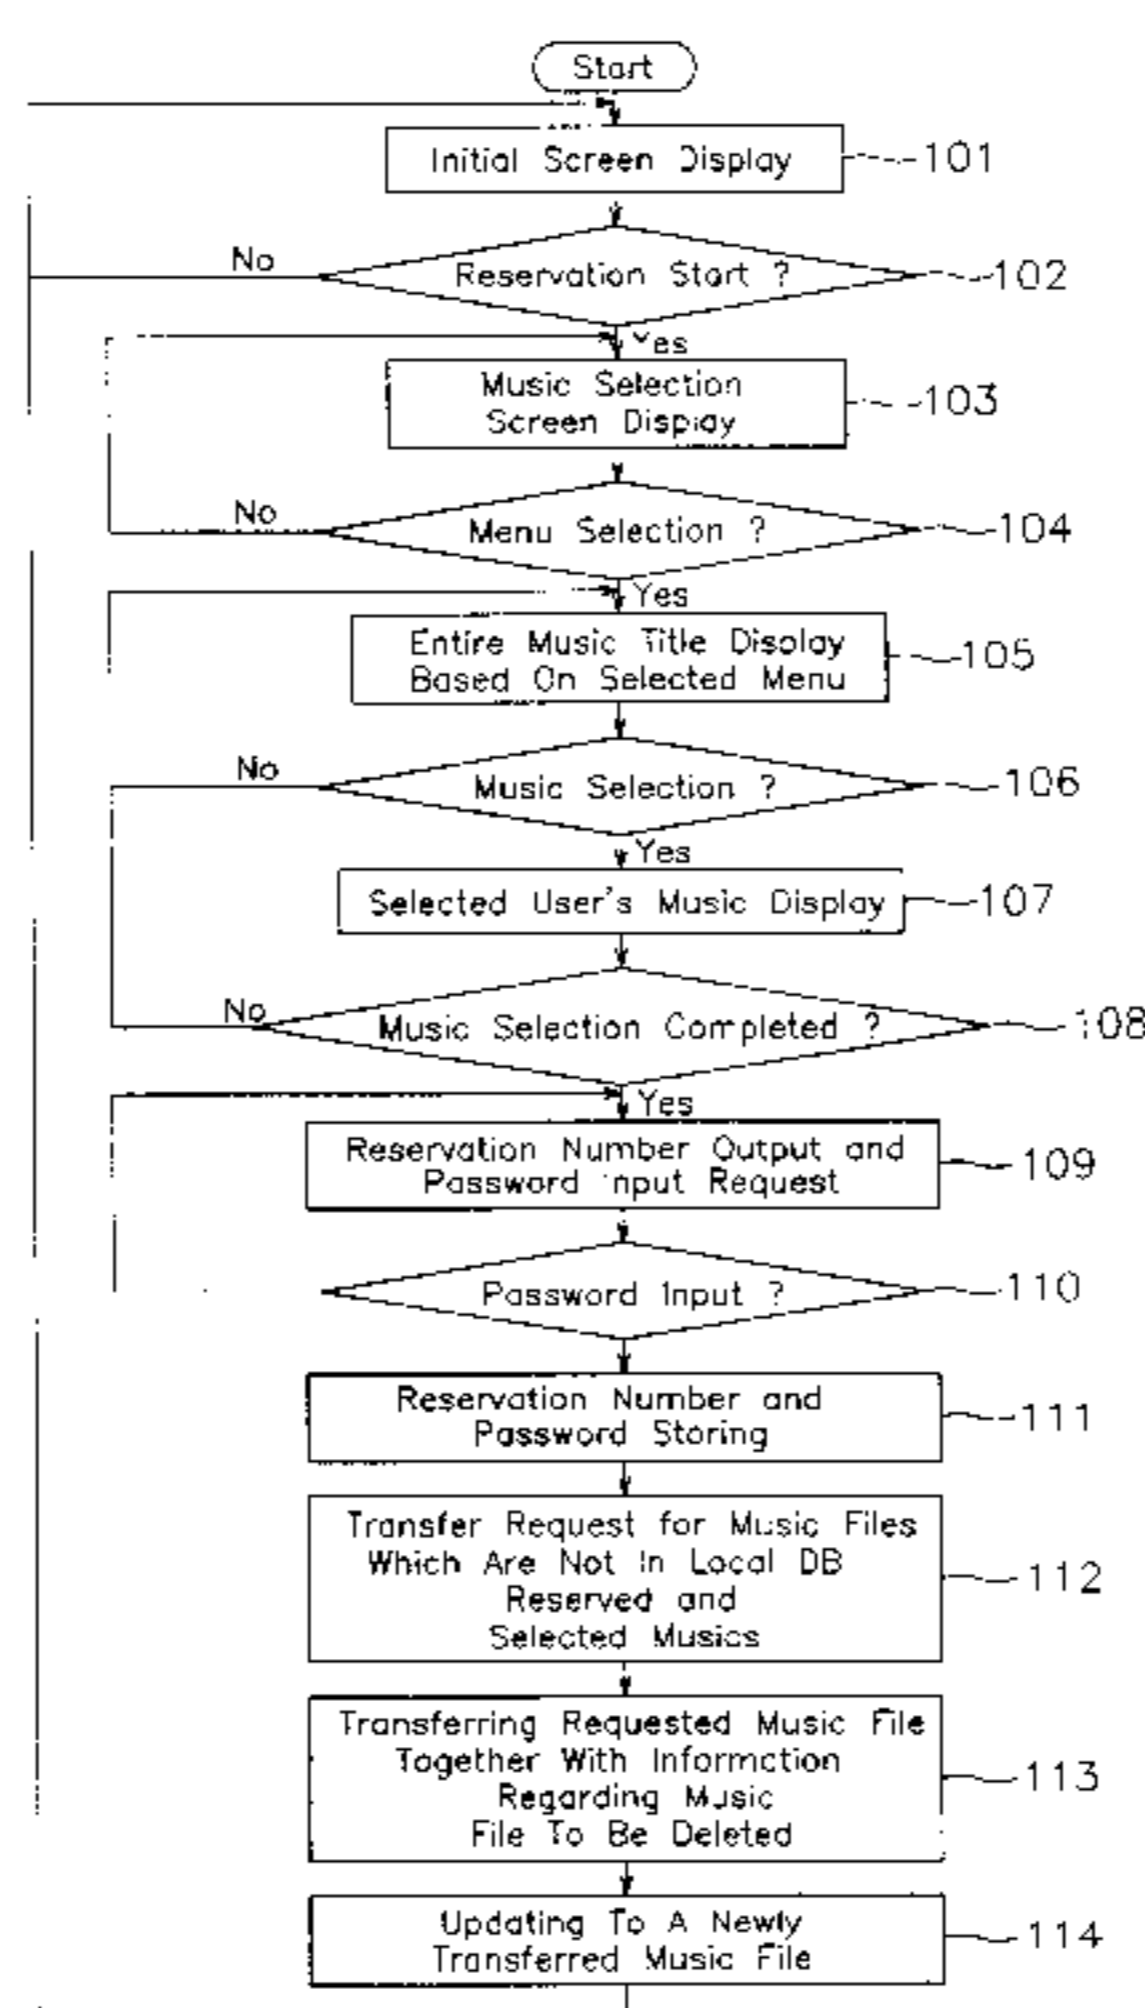 Start
Initial Screen Display
101
No
Reservation Start ?
102
Yes
Music Selection
Screen Display
103
No
Menu Selection ?
104
Yes
Entire Music Title Display
Based On Selected Menu
105
No
Music Selection ?
106
Yes
Selected User's Music Display
107
No
Music Selection Completed ?
108
Yes
Reservation Number Output and
Password Input Request
109
Password Input ?
110
Reservation Number and
Password Storing
111
Transfer Request for Music Files
Which Are Not In Local DB
Reserved and
Selected Musics
112
Transferring Requested Music File
Together With Information
Regarding Music
File To Be Deleted
113
Updating To A Newly
Transferred Music File
114